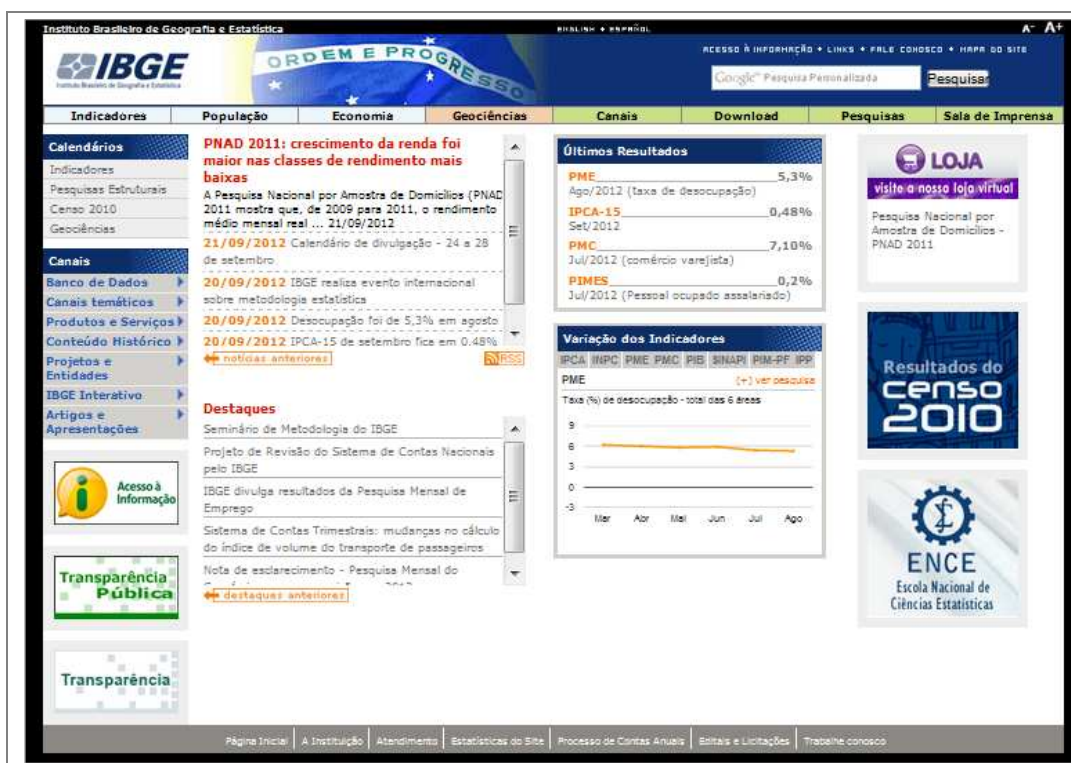 Instituto Brasileiro de Geografia e Estatística
ENGLISH + ESPAÑOL
A- A+
IBGE
Instituto Brasileiro de Geografia e Estatística
ORDEM E PROGRESSO
ACESSO À INFORMAÇÃO + LINKS + FALE CONOSCO + MAPA DO SITE
Google™ Pesquisa Personalizada
Pesquisar
Indicadores
População
Economia
Geociências
Canais
Download
Pesquisas
Sala de Imprensa
Calendários
Indicadores
Pesquisas Estruturais
Censo 2010
Geociências
Canais
Banco de Dados
Canais temáticos
Produtos e Serviços
Conteúdo Histórico
Projetos e
Entidades
IBGE Interativo
Artigos e
Apresentações
Acesso à
Informação
Transparência
Pública
Transparência
PNAD 2011: crescimento da renda foi
maior nas classes de rendimento mais
baixas
A Pesquisa Nacional por Amostra de Domicílios (PNAD
2011 mostra que, de 2009 para 2011, o rendimento
médio mensal real ... 21/09/2012
21/09/2012 Calendário de divulgação - 24 a 28
de setembro
20/09/2012 IBGE realiza evento internacional
sobre metodologia estatística
20/09/2012 Desocupação foi de 5,3% em agosto
20/09/2012 IPCA-15 de setembro fica em 0,48%
notícias anteriores
RSS
Destaques
Seminário de Metodologia do IBGE
Projeto de Revisão do Sistema de Contas Nacionais
pelo IBGE
IBGE divulga resultados da Pesquisa Mensal de
Emprego
Sistema de Contas Trimestrais: mudanças no cálculo
do índice de volume do transporte de passageiros
Nota de esclarecimento - Pesquisa Mensal do
destaques anteriores
Últimos Resultados
PME 5,3%
Ago/2012 (taxa de desocupação)
IPCA-15 0,48%
Set/2012
PMC 7,10%
Jul/2012 (comércio varejista)
PIMES 0,2%
Jul/2012 (Pessoal ocupado assalariado)
Variação dos Indicadores
IPCA INPC PME PMC PIB SINAPI PIM-PF IPP
PME
(+) ver pesquisa
Taxa (%) de desocupação - total das 6 áreas
9
6
3
0
-3
Mar Abr Mai Jun Jul Ago
LOJA
visite a nossa loja virtual
Pesquisa Nacional por
Amostra de Domicílios -
PNAD 2011
Resultados do
censo
2010
ENCE
Escola Nacional de
Ciências Estatísticas
Página Inicial | A Instituição | Atendimento | Estatísticas do Site | Processo de Contas Anuais | Editais e Licitações | Trabalhe conosco